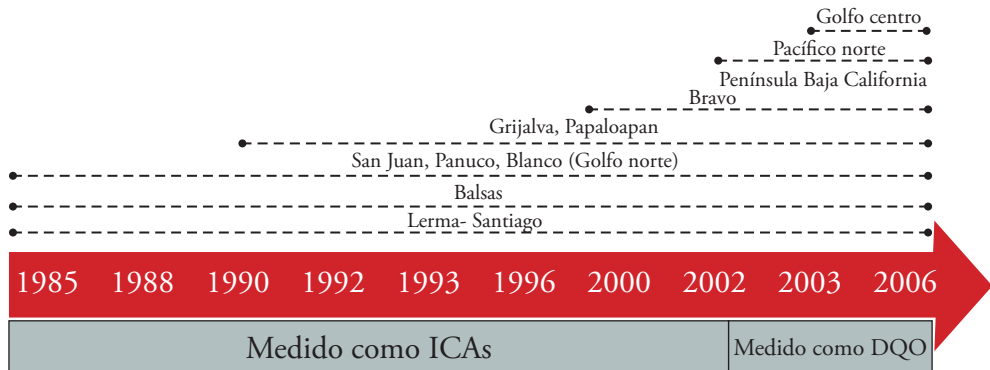 Golfo centro
Pacífico norte
Península Baja California
Bravo
Grijalva, Papaloapan
San Juan, Panuco, Blanco (Golfo norte)
Balsas
Lerma- Santiago
1985 1988 1990 1992 1993 1996 2000 2002 2003 2006
Medido como ICAs Medido como DQO